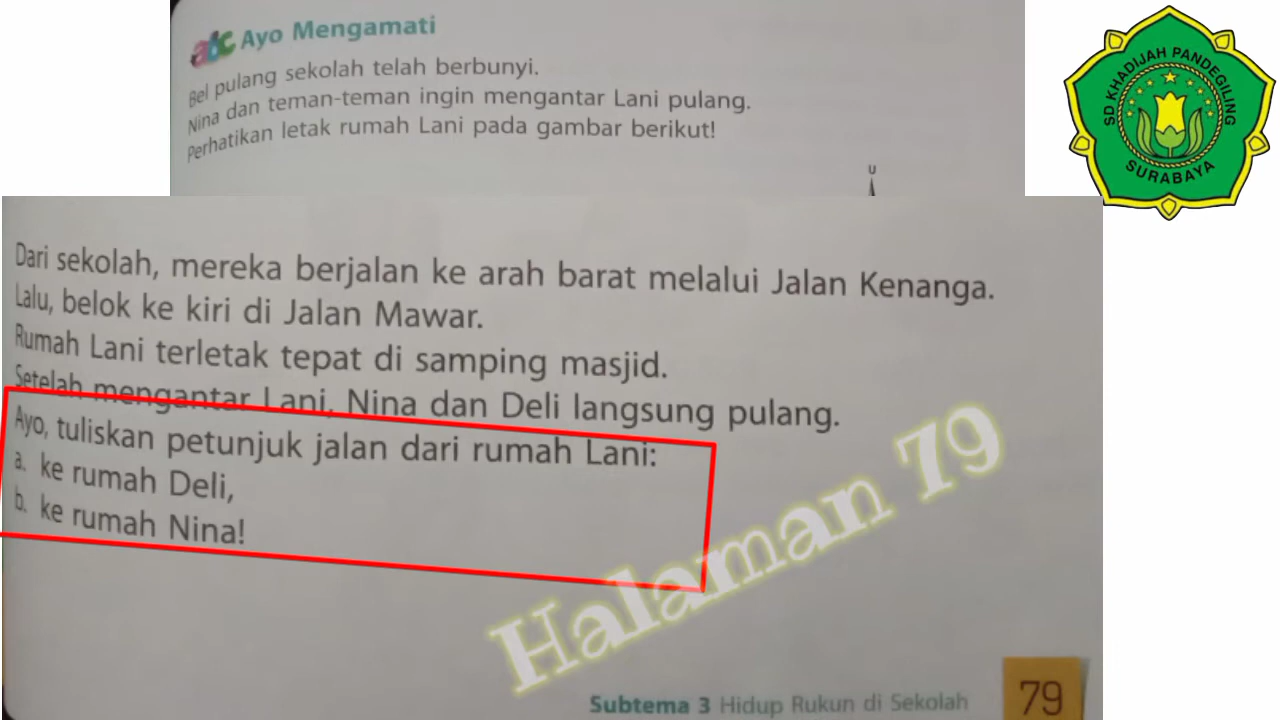 abc Ayo Mengamati
Bel pulang sekolah telah berbunyi.
Nina dan teman-teman ingin mengantar Lani pulang.
Perhatikan letak rumah Lani pada gambar berikut!
U
SD KHADIJAH PANDEGILING
SURABAYA
Dari sekolah, mereka berjalan ke arah barat melalui Jalan Kenanga.
Lalu, belok ke kiri di Jalan Mawar.
Rumah Lani terletak tepat di samping masjid.
Setelah mengantar Lani, Nina dan Deli langsung pulang.
Ayo, tuliskan petunjuk jalan dari rumah Lani:
a. ke rumah Deli,
b. ke rumah Nina!
Halaman 79
Subtema 3 Hidup Rukun di Sekolah
79